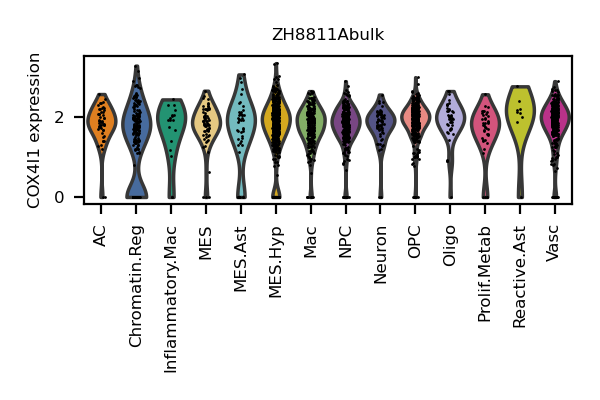 ZH8811Abulk
COX4I1 expression
2
0
AC
Chromatin.Reg
Inflammatory.Mac
MES
MES.Ast
MES.Hyp
Mac
NPC
Neuron
OPC
Oligo
Prolif.Metab
Reactive.Ast
Vasc